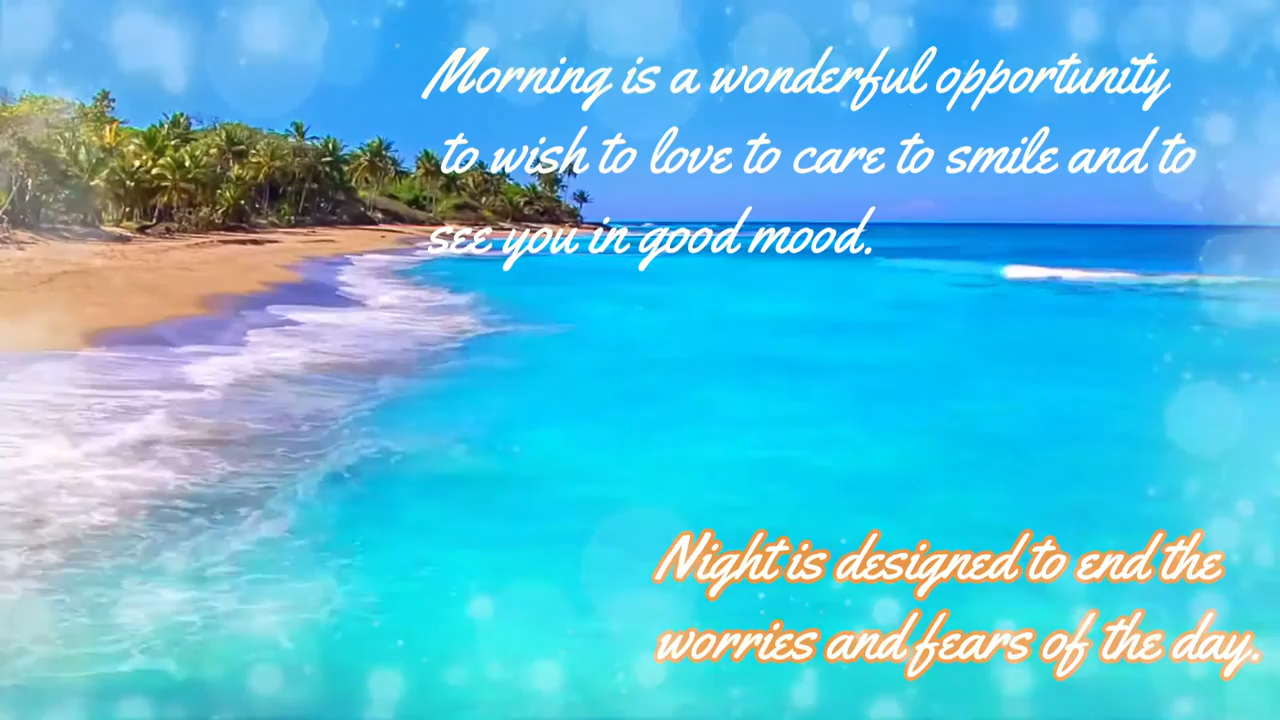 Morning is a wonderful opportunity
to wish to love to care to smile and to
see you in good mood.
Night is designed to end the
worries and fears of the day.